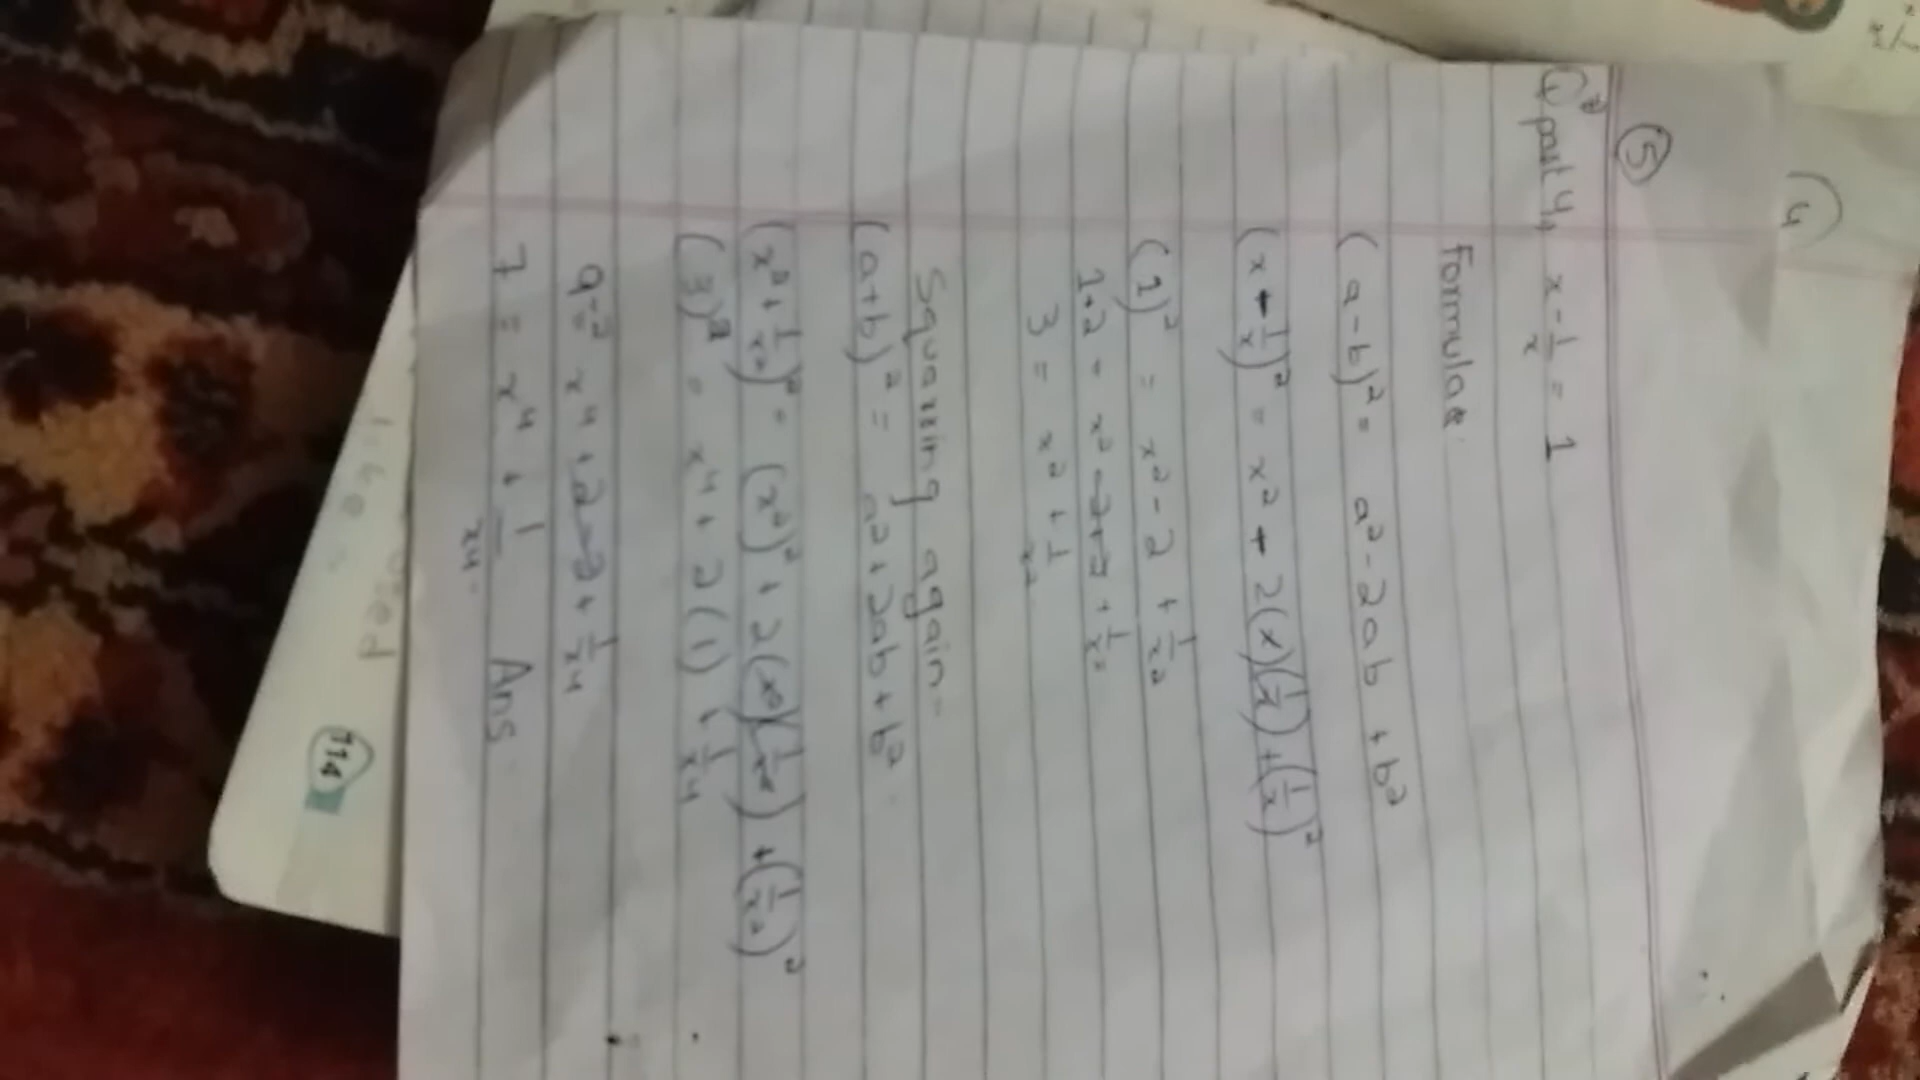 (4)
⑤
① part 4, x - 1/x = 1
Formulae:
(a-b)² = a² - 2ab + b²
(x - 1/x)² = x² - 2(x)(1/x) + (1/x)²
(1)² = x² - 2 + 1/x²
1+2 = x² - 2 + 2 + 1/x²
3 = x² + 1/x²
Squaring again:-
(a+b)² = a² + 2ab + b²
(x² + 1/x²)² = (x²)² + 2(x²)(1/x²) + (1/x²)²
(3)² = x⁴ + 2(1) + 1/x⁴
9-2 = x⁴ + 2 - 2 + 1/x⁴
7 = x⁴ + 1/x⁴ Ans
114